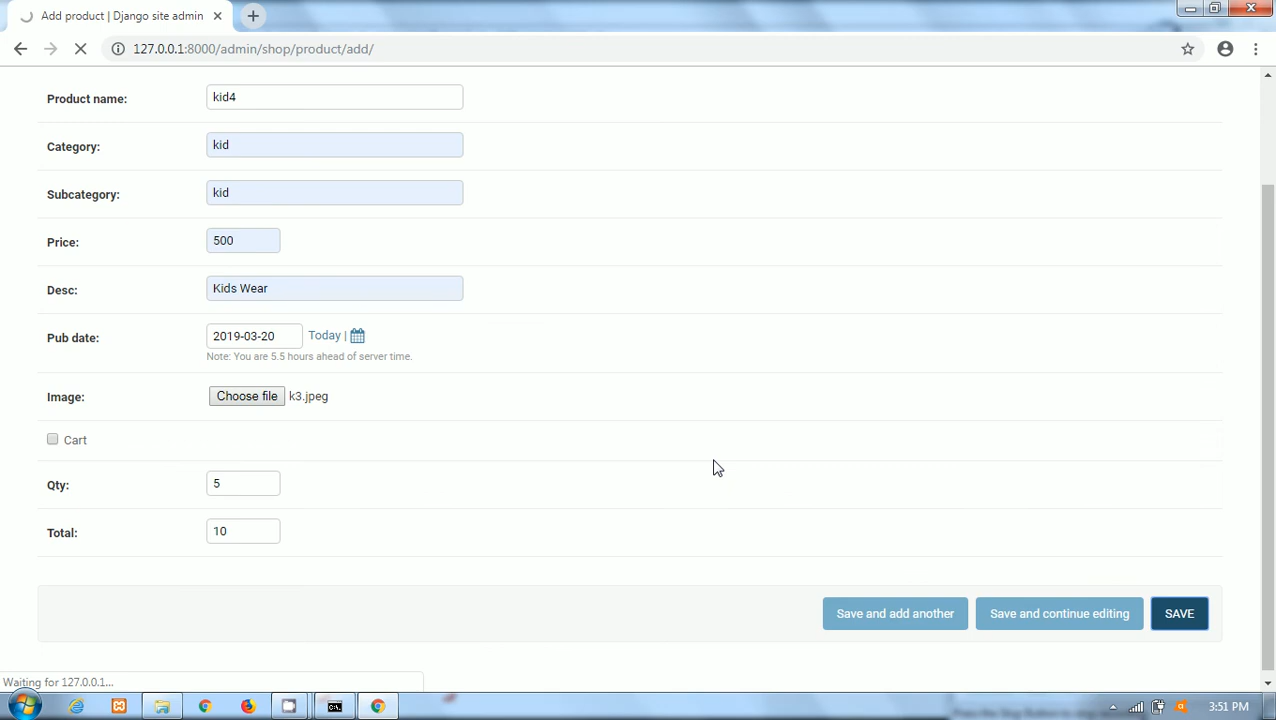 Add product | Django site admin
127.0.0.1:8000/admin/shop/product/add/
Product name: kid4
Category: kid
Subcategory: kid
Price: 500
Desc: Kids Wear
Pub date: 2019-03-20 Today |
Note: You are 5.5 hours ahead of server time.
Image: Choose file k3.jpeg
Cart
Qty: 5
Total: 10
Save and add another Save and continue editing SAVE
Waiting for 127.0.0.1...
3:51 PM